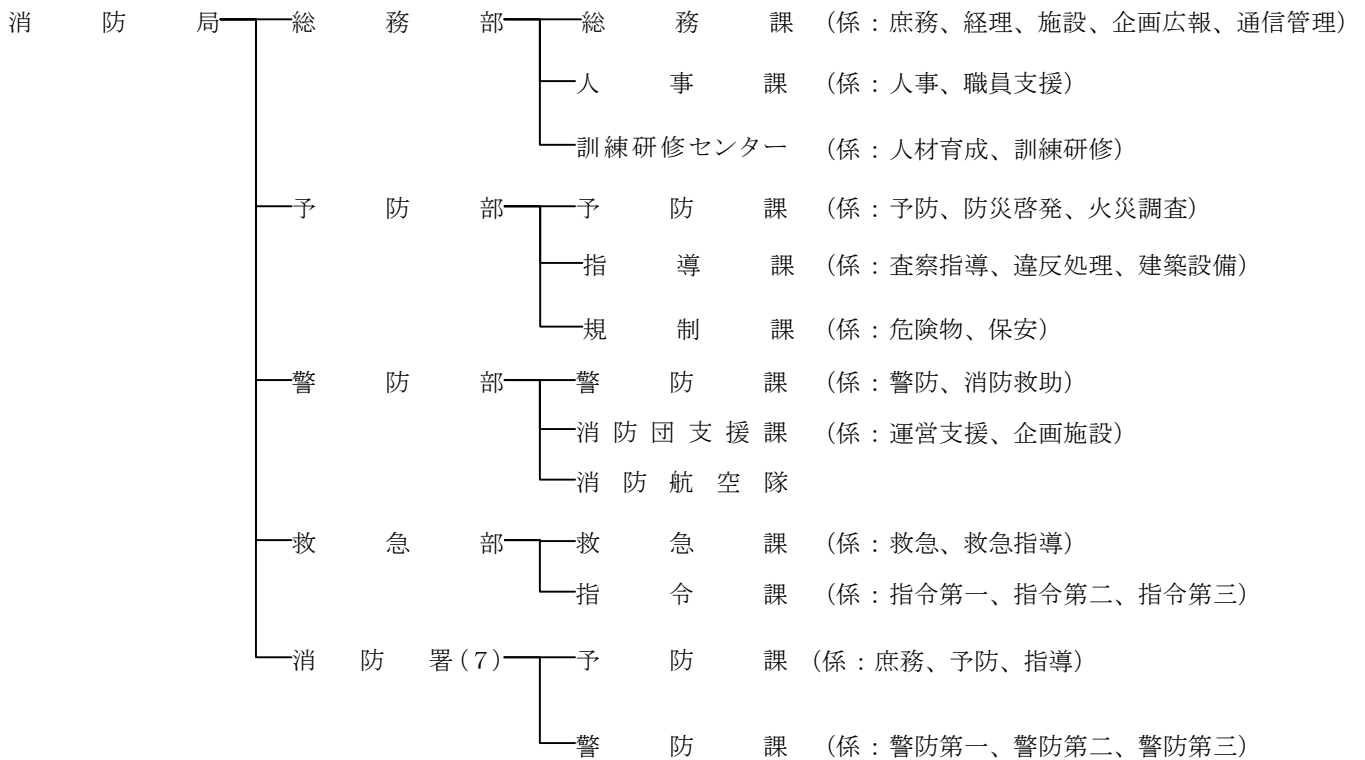 消防局 総務部 総務課 (係:庶務、経理、施設、企画広報、通信管理)
人事課 (係:人事、職員支援)
訓練研修センター (係:人材育成、訓練研修)
予防部 予防課 (係:予防、防災啓発、火災調査)
指導課 (係:査察指導、違反処理、建築設備)
規制課 (係:危険物、保安)
警防部 警防課 (係:警防、消防救助)
消防団支援課 (係:運営支援、企画施設)
消防航空隊
救急部 救急課 (係:救急、救急指導)
指令課 (係:指令第一、指令第二、指令第三)
消防署(7) 予防課 (係:庶務、予防、指導)
警防課 (係:警防第一、警防第二、警防第三)